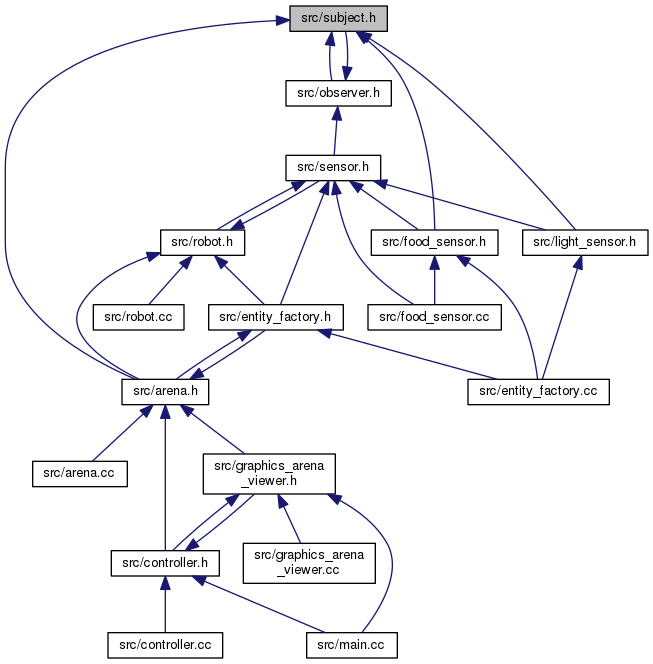 src/subject.h
src/observer.h
src/sensor.h
src/robot.h
src/food_sensor.h
src/light_sensor.h
src/robot.cc
src/entity_factory.h
src/food_sensor.cc
src/arena.h
src/entity_factory.cc
src/arena.cc
src/graphics_arena
_viewer.h
src/controller.h
src/graphics_arena
_viewer.cc
src/controller.cc
src/main.cc